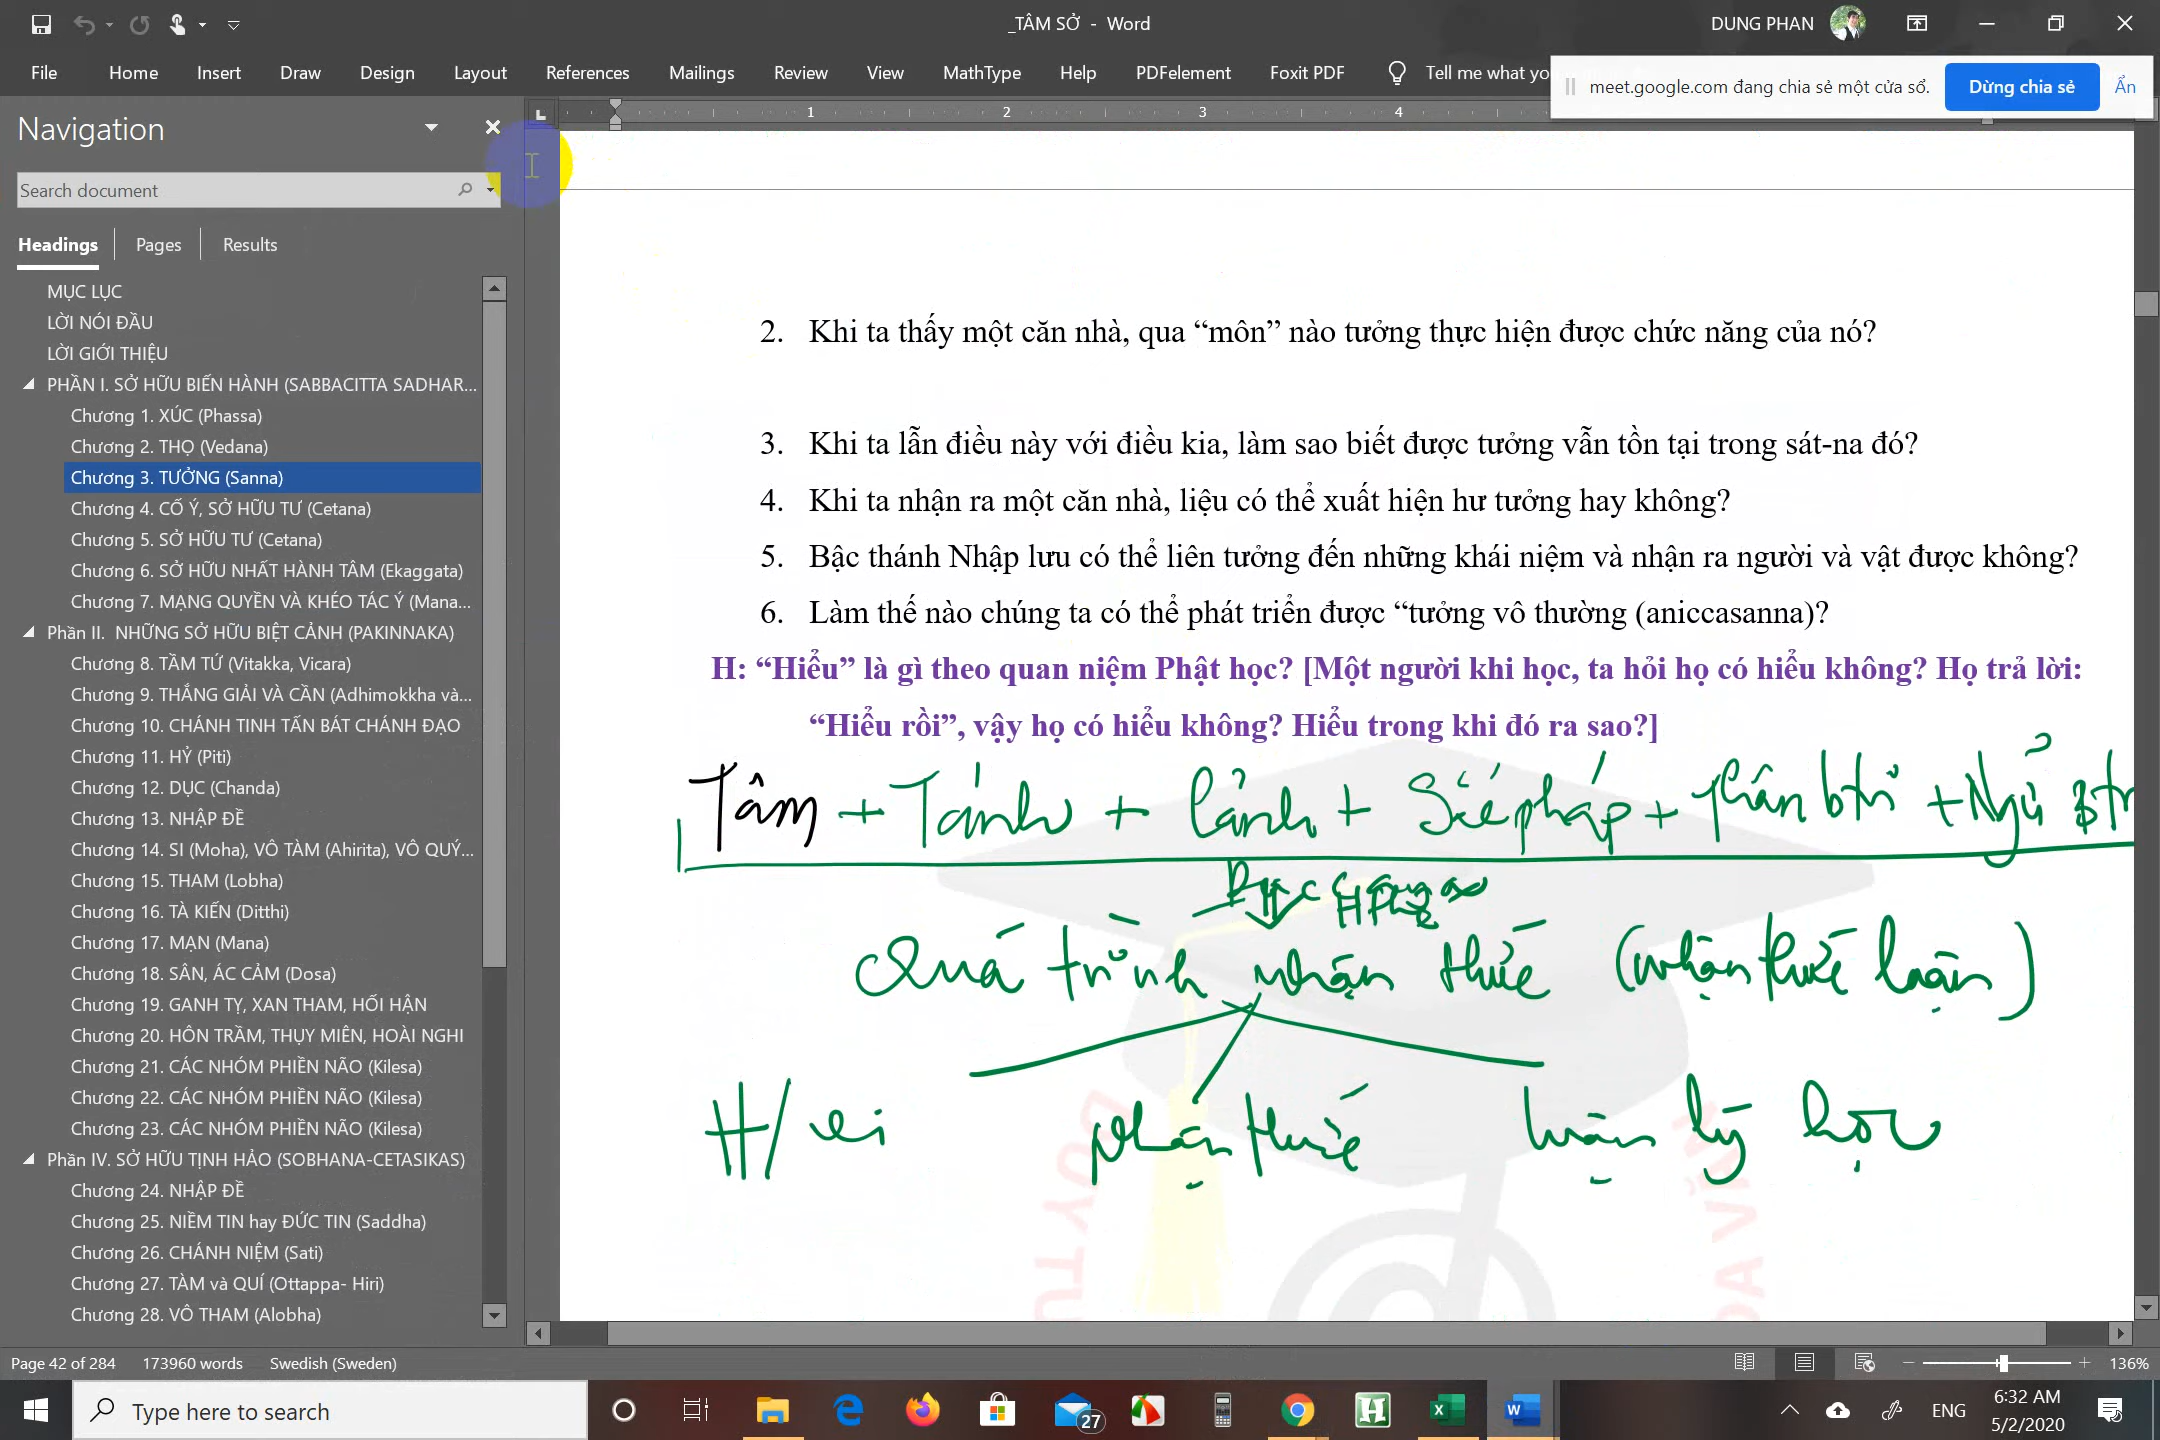 _TÂM SỞ - Word
DUNG PHAN
File Home Insert Draw Design Layout References Mailings Review View MathType Help PDFelement Foxit PDF Tell me what yo
meet.google.com đang chia sẻ một cửa sổ. Dừng chia sẻ Ẩn
Navigation
Search document
Headings Pages Results
MỤC LỤC
LỜI NÓI ĐẦU
LỜI GIỚI THIỆU
PHẦN I. SỞ HỮU BIẾN HÀNH (SABBACITTA SADHAR...
Chương 1. XÚC (Phassa)
Chương 2. THỌ (Vedana)
Chương 3. TƯỞNG (Sanna)
Chương 4. CỐ Ý, SỞ HỮU TƯ (Cetana)
Chương 5. SỞ HỮU TƯ (Cetana)
Chương 6. SỞ HỮU NHẤT HÀNH TÂM (Ekaggata)
Chương 7. MẠNG QUYỀN VÀ KHÉO TÁC Ý (Mana...
Phần II. NHỮNG SỞ HỮU BIỆT CẢNH (PAKINNAKA)
Chương 8. TẦM TỨ (Vitakka, Vicara)
Chương 9. THẮNG GIẢI VÀ CẦN (Adhimokkha và...
Chương 10. CHÁNH TINH TẤN BÁT CHÁNH ĐẠO
Chương 11. HỶ (Piti)
Chương 12. DỤC (Chanda)
Chương 13. NHẬP ĐỀ
Chương 14. SI (Moha), VÔ TÀM (Ahirita), VÔ QUÝ...
Chương 15. THAM (Lobha)
Chương 16. TÀ KIẾN (Ditthi)
Chương 17. MẠN (Mana)
Chương 18. SÂN, ÁC CẢM (Dosa)
Chương 19. GANH TỴ, XAN THAM, HỐI HẬN
Chương 20. HÔN TRẦM, THỤY MIÊN, HOÀI NGHI
Chương 21. CÁC NHÓM PHIỀN NÃO (Kilesa)
Chương 22. CÁC NHÓM PHIỀN NÃO (Kilesa)
Chương 23. CÁC NHÓM PHIỀN NÃO (Kilesa)
Phần IV. SỞ HỮU TỊNH HẢO (SOBHANA-CETASIKAS)
Chương 24. NHẬP ĐỀ
Chương 25. NIỀM TIN hay ĐỨC TIN (Saddha)
Chương 26. CHÁNH NIỆM (Sati)
Chương 27. TÀM và QUÍ (Ottappa- Hiri)
Chương 28. VÔ THAM (Alobha)
1 2 3 4
2. Khi ta thấy một căn nhà, qua “môn” nào tưởng thực hiện được chức năng của nó?
3. Khi ta lẫn điều này với điều kia, làm sao biết được tưởng vẫn tồn tại trong sát-na đó?
4. Khi ta nhận ra một căn nhà, liệu có thể xuất hiện hư tưởng hay không?
5. Bậc thánh Nhập lưu có thể liên tưởng đến những khái niệm và nhận ra người và vật được không?
6. Làm thế nào chúng ta có thể phát triển được “tưởng vô thường (aniccasanna)?
H: “Hiểu” là gì theo quan niệm Phật học? [Một người khi học, ta hỏi họ có hiểu không? Họ trả lời:
“Hiểu rồi”, vậy họ có hiểu không? Hiểu trong khi đó ra sao?]
Tâm + Tánh + Cảnh + pháp + + Ngũ
Quá trình nhận thức (nhận thức luận)
H/vi nhận thức luận lý học
Page 42 of 284 173960 words Swedish (Sweden) 136%
Type here to search
27
ENG
6:32 AM
5/2/2020